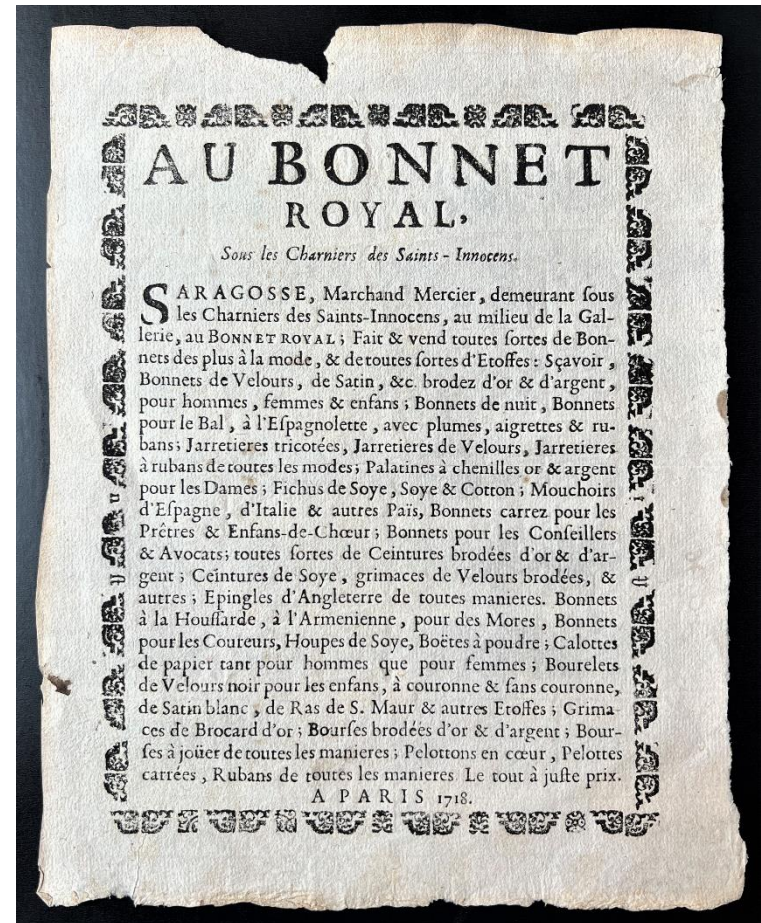 AU BONNET
ROYAL,
Sous les Charniers des Saints-Innocens.
SARAGOSSE, Marchand Mercier, demeurant ſous
les Charniers des Saints-Innocens, au milieu de la Gal-
lerie, au BONNET ROYAL; Fait & vend toutes ſortes de Bon-
nets des plus à la mode, & de toutes ſortes d'Etoffes: Sçavoir,
Bonnets de Velours, de Satin, &c. brodez d'or & d'argent,
pour hommes, femmes & enfans; Bonnets de nuit, Bonnets
pour le Bal, à l'Eſpagnolette, avec plumes, aigrettes & ru-
bans; Jarretieres tricotées, Jarretieres de Velours, Jarretieres
à rubans de toutes les modes; Palatines à chenilles or & argent
pour les Dames; Fichus de Soye, Soye & Cotton; Mouchoirs
d'Eſpagne, d'Italie & autres Païs, Bonnets carrez pour les
Prêtres & Enfans-de-Chœur; Bonnets pour les Conſeillers
& Avocats; toutes ſortes de Ceintures brodées d'or & d'ar-
gent; Ceintures de Soye, grimaces de Velours brodées, &
autres; Epingles d'Angleterre de toutes manieres. Bonnets
à la Houſſarde, à l'Armenienne, pour des Mores, Bonnets
pour les Coureurs, Houpes de Soye, Boëtes à poudre; Calottes
de papier tant pour hommes que pour femmes; Bourelets
de Velours noir pour les enfans, à couronne & ſans couronne,
de Satin blanc, de Ras de S. Maur & autres Etoffes; Grima-
ces de Brocard d'or; Bourſes brodées d'or & d'argent; Bour-
ſes à joüer de toutes les manieres; Pelottons en cœur, Pelottes
carrées, Rubans de toutes les manieres. Le tout à juſte prix.
A PARIS 1718.